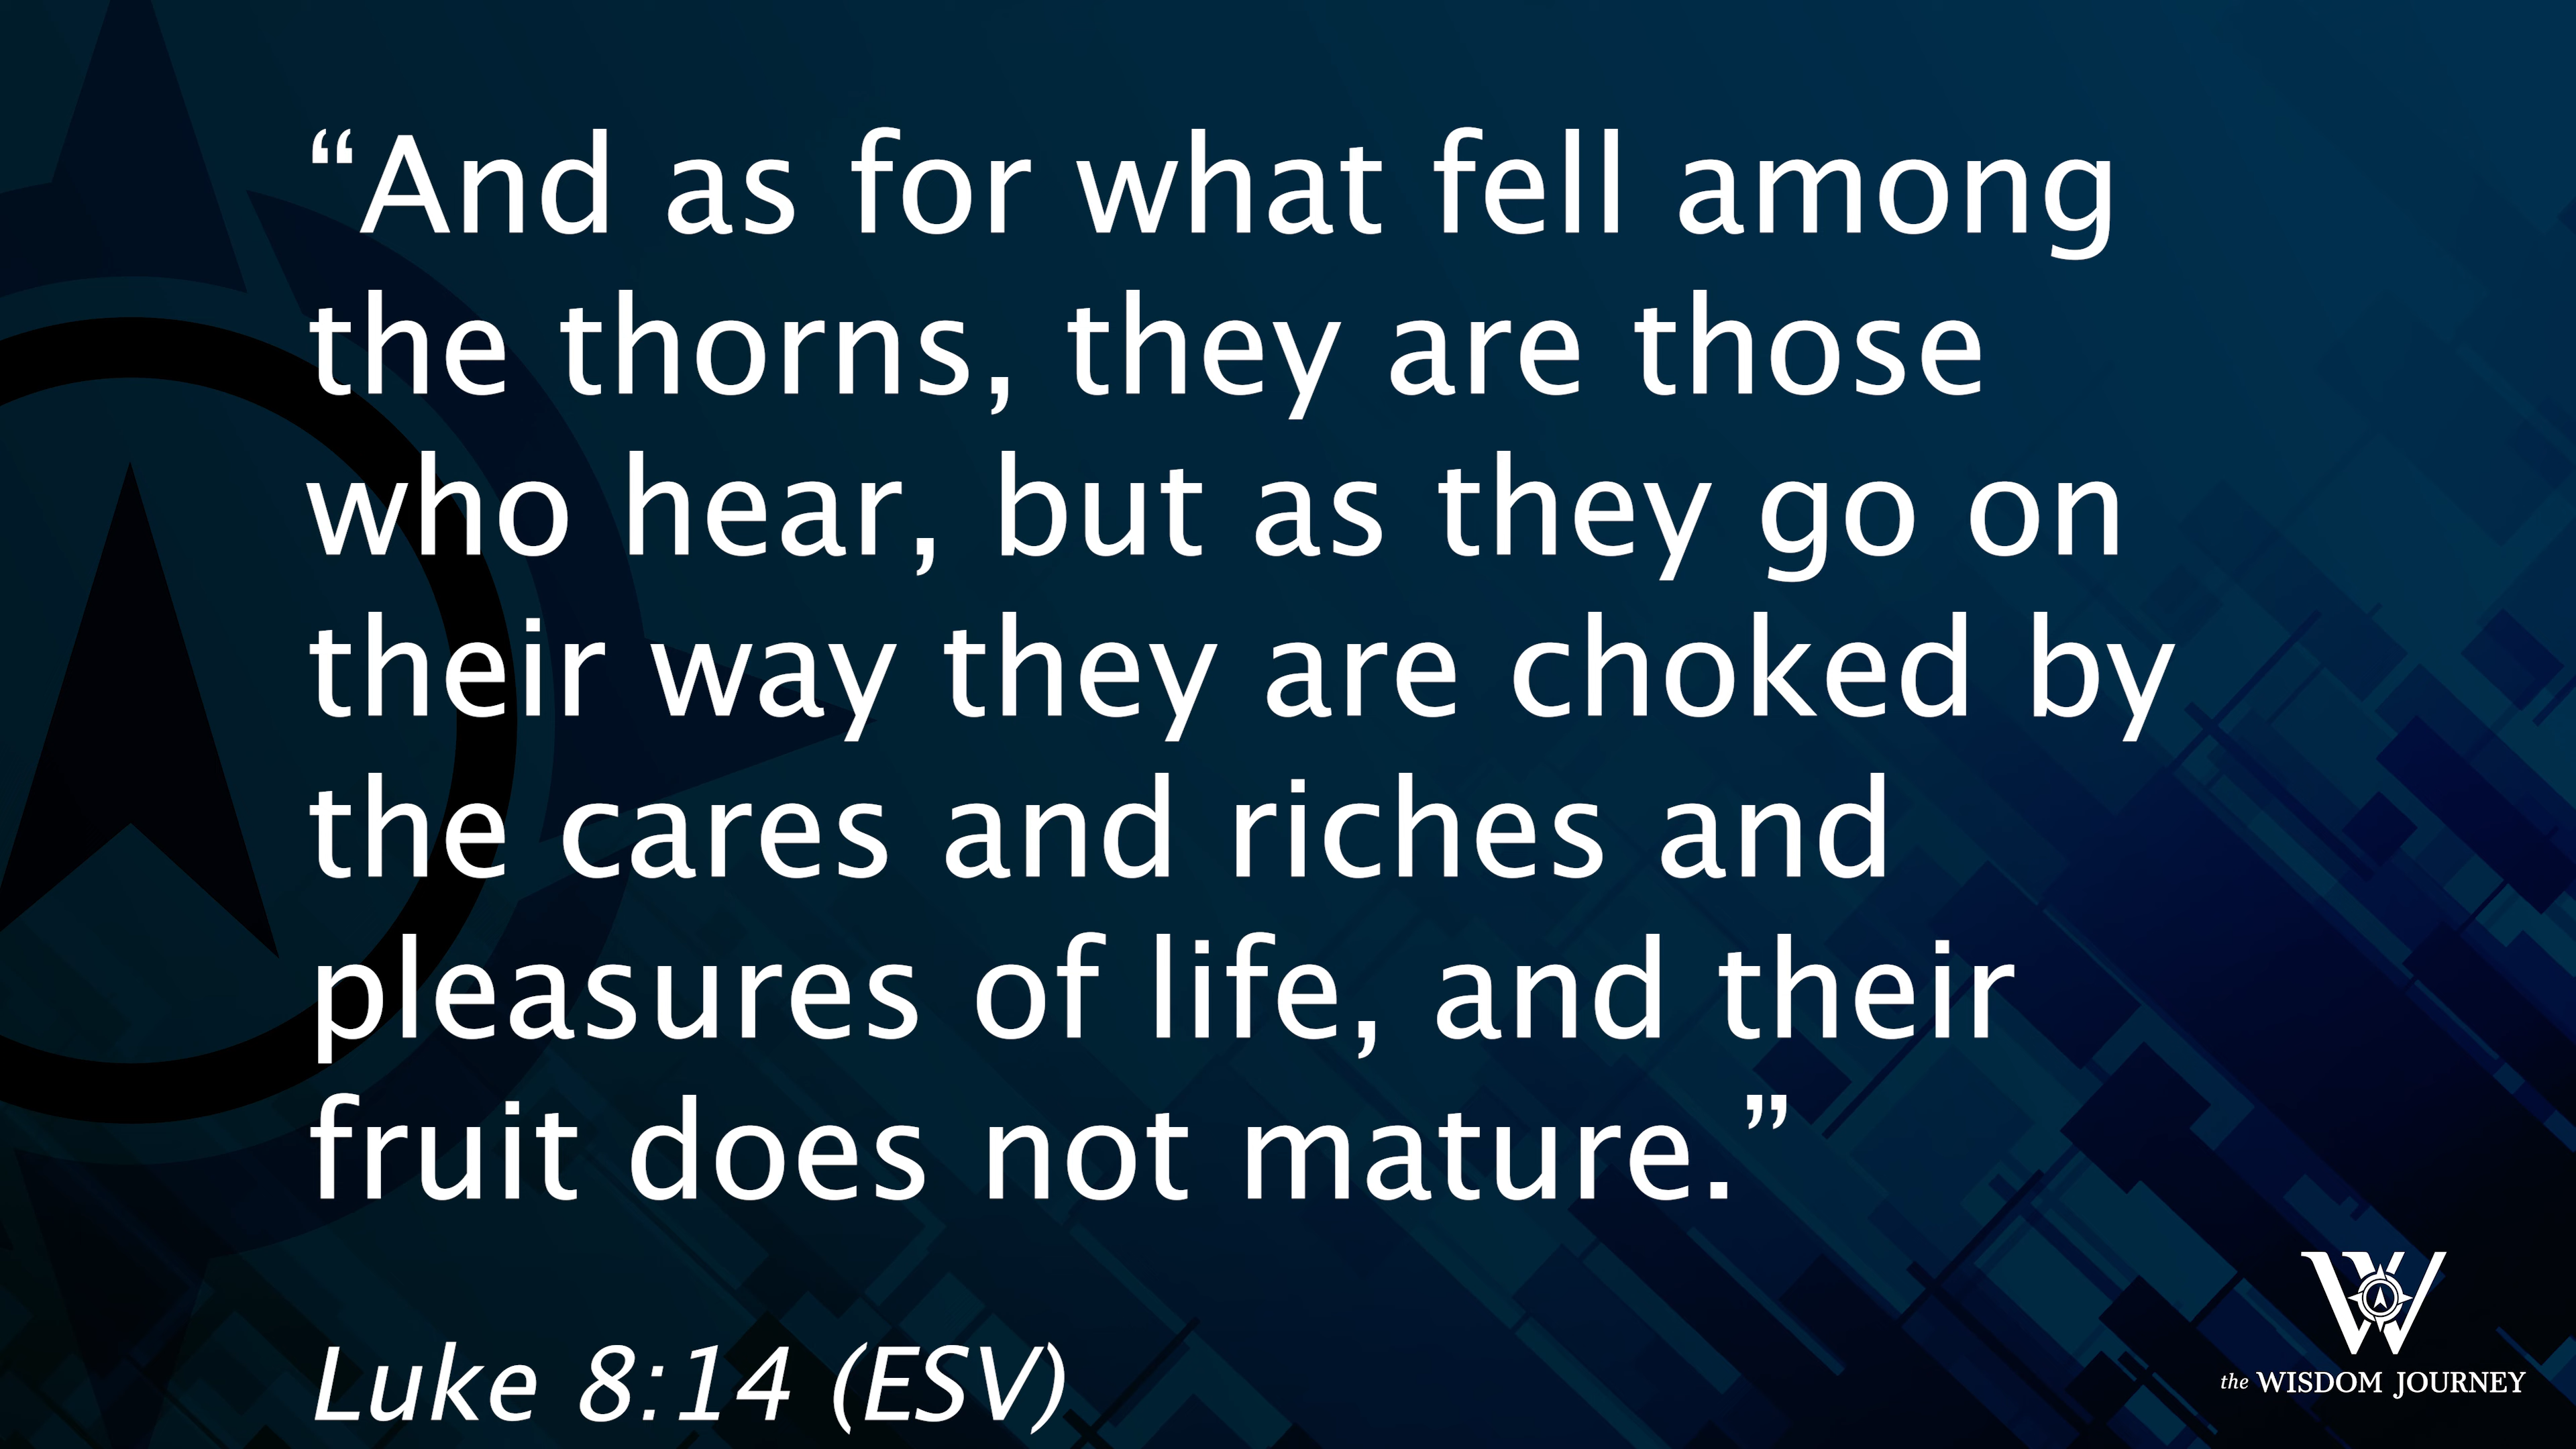 “And as for what fell among
the thorns, they are those
who hear, but as they go on
their way they are choked by
the cares and riches and
pleasures of life, and their
fruit does not mature.”
Luke 8:14 (ESV)
W
the WISDOM JOURNEY